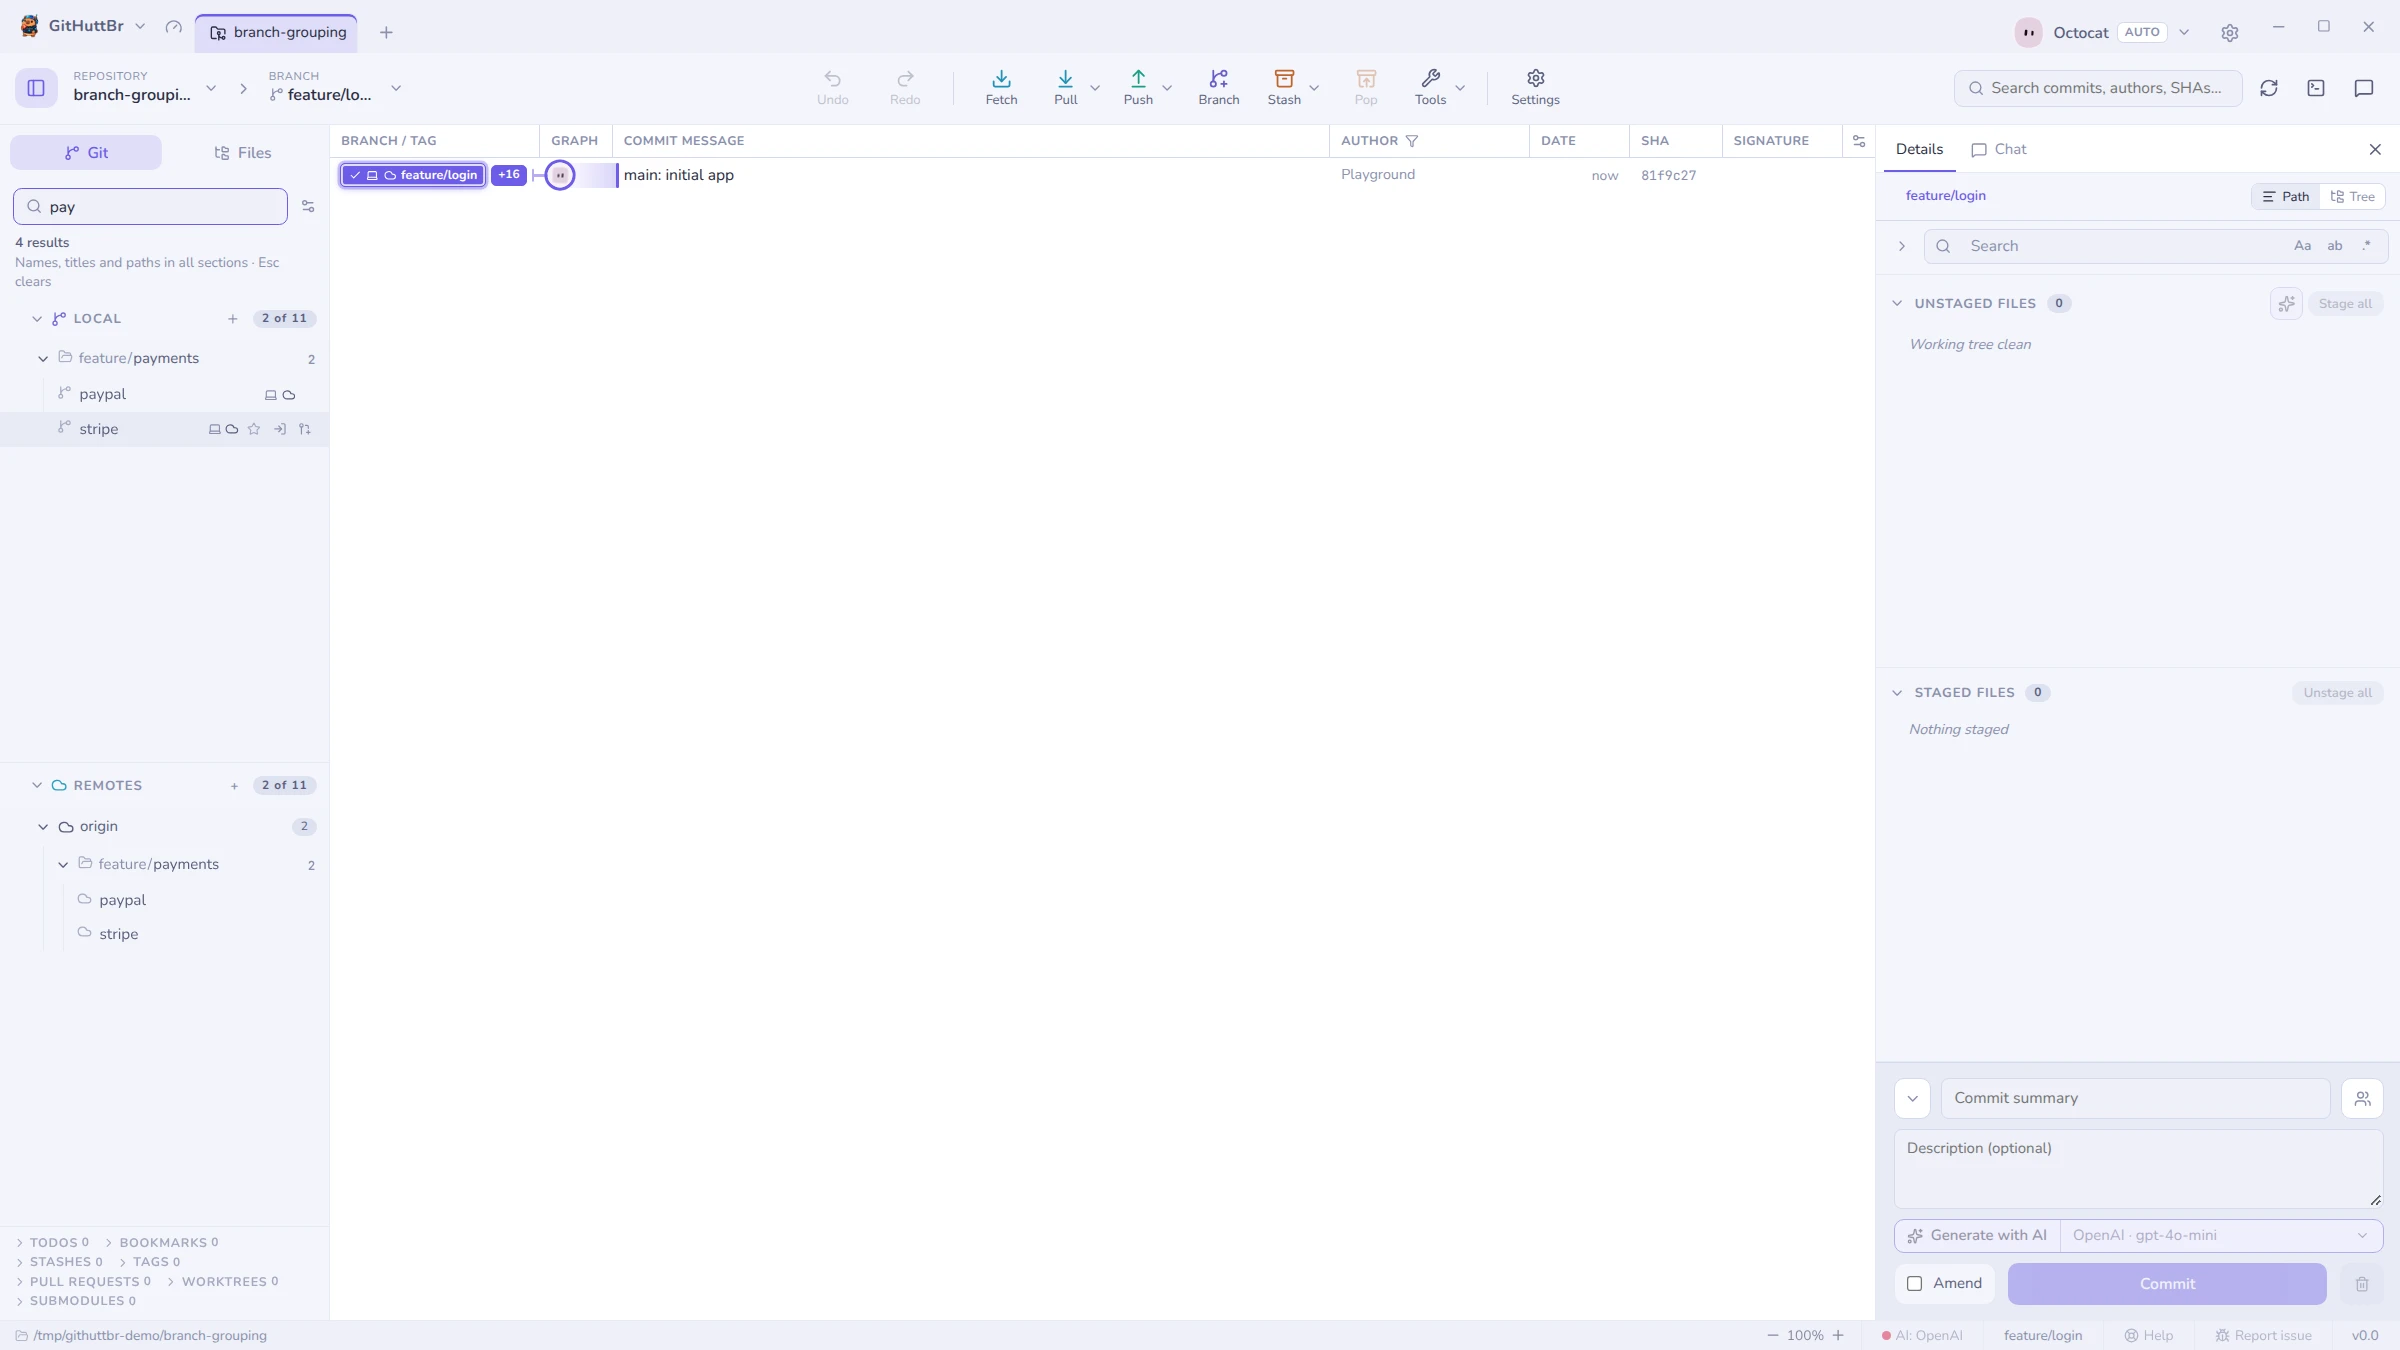 GitHuttBr
branch-grouping
Octocat
AUTO
REPOSITORY
branch-groupi...
BRANCH
feature/lo...
Undo
Redo
Fetch
Pull
Push
Branch
Stash
Pop
Tools
Settings
Search commits, authors, SHAs...
Git
Files
pay
4 results
Names, titles and paths in all sections · Esc
clears
LOCAL
2 of 11
feature/payments
2
paypal
stripe
REMOTES
2 of 11
origin
2
feature/payments
2
paypal
stripe
TODOS 0
BOOKMARKS 0
STASHES 0
TAGS 0
PULL REQUESTS 0
WORKTREES 0
SUBMODULES 0
BRANCH / TAG
GRAPH
COMMIT MESSAGE
AUTHOR
DATE
SHA
SIGNATURE
feature/login
+16
main: initial app
Playground
now
81f9c27
Details
Chat
feature/login
Path
Tree
Search
Aa
ab
.*
UNSTAGED FILES
0
Stage all
Working tree clean
STAGED FILES
0
Unstage all
Nothing staged
Commit summary
Description (optional)
Generate with AI
OpenAI · gpt-4o-mini
Amend
Commit
/tmp/githuttbr-demo/branch-grouping
100%
AI: OpenAI
feature/login
Help
Report issue
v0.0